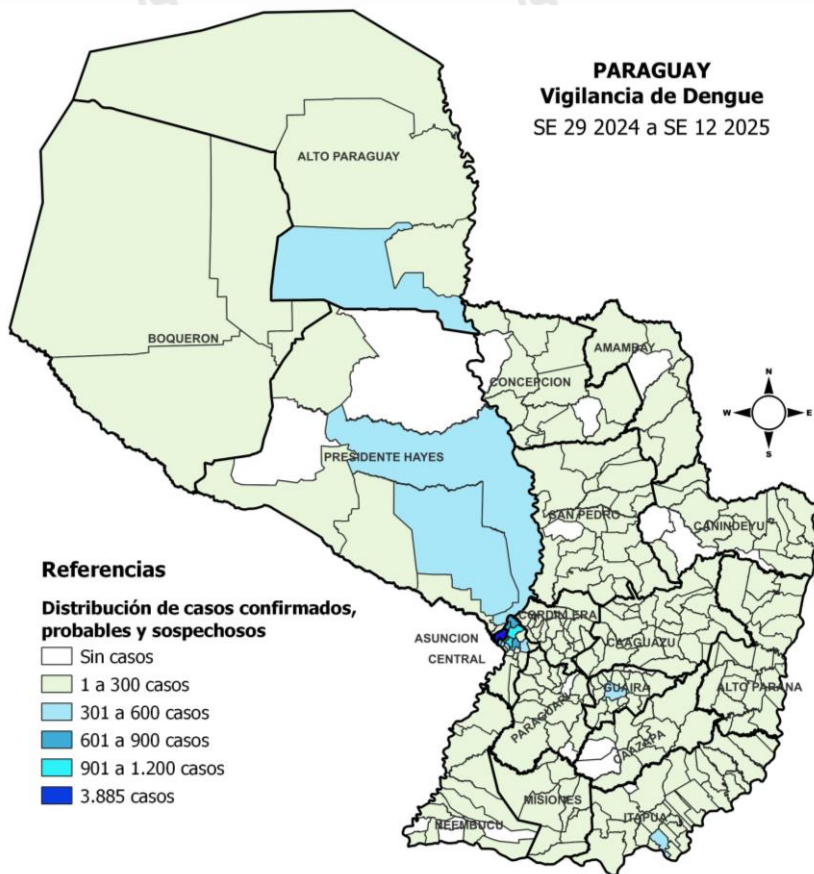 PARAGUAY
Vigilancia de Dengue
SE 29 2024 a SE 12 2025
ALTO PARAGUAY
BOQUERON
AMAMBAY
CONCEPCION
N
W
E
S
PRESIDENTE HAYES
SAN PEDRO
CANINDEYU
Referencias
Distribución de casos confirmados,
probables y sospechosos
Sin casos
1 a 300 casos
301 a 600 casos
601 a 900 casos
901 a 1.200 casos
3.885 casos
CORDILLERA
ASUNCION
CENTRAL
CAAGUAZU
GUAIRA
ALTO PARANA
PARAGUARI
CAAZAPA
MISIONES
ITAPUA
ÑEEMBUCU